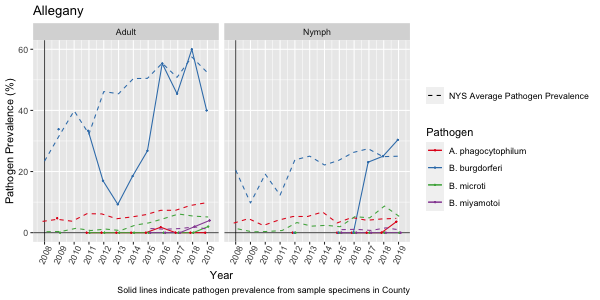 Allegany
Adult
Nymph
Pathogen Prevalence (%)
60
40
20
0
2008 2009 2010 2011 2012 2013 2014 2015 2016 2017 2018 2019
2008 2009 2010 2011 2012 2013 2014 2015 2016 2017 2018 2019
Year
Solid lines indicate pathogen prevalence from sample specimens in County
NYS Average Pathogen Prevalence
Pathogen
A. phagocytophilum
B. burgdorferi
B. microti
B. miyamotoi